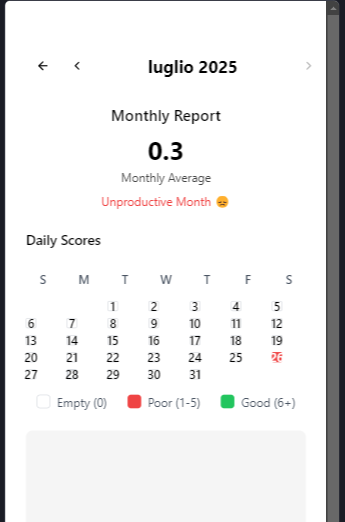 luglio 2025
Monthly Report
0.3
Monthly Average
Unproductive Month 😞
Daily Scores
S M T W T F S
1 2 3 4 5
6 7 8 9 10 11 12
13 14 15 16 17 18 19
20 21 22 23 24 25 26
27 28 29 30 31
Empty (0) Poor (1-5) Good (6+)